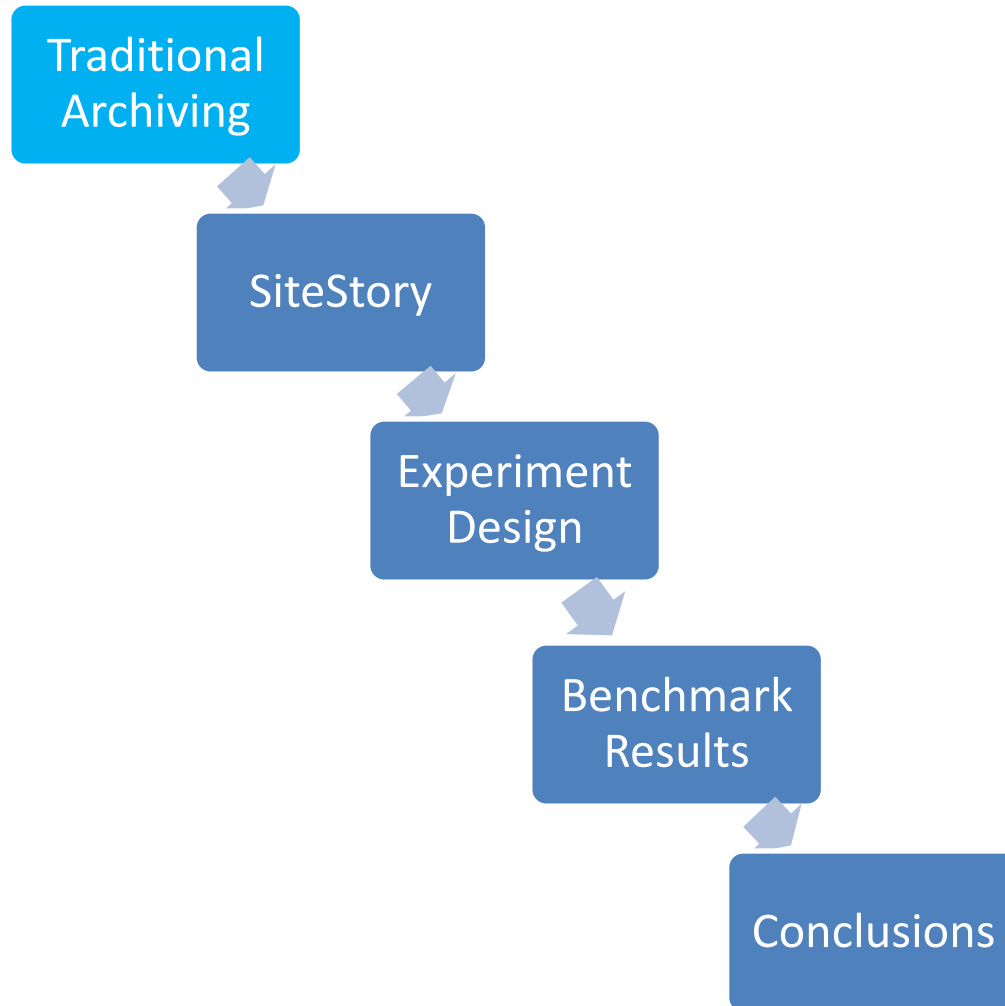 Traditional
Archiving
SiteStory
Experiment
Design
Benchmark
Results
Conclusions